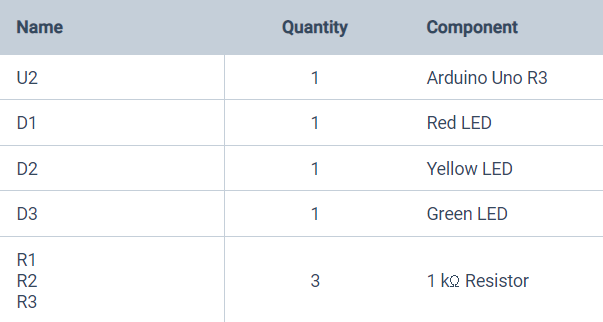 Name Quantity Component
U2 1 Arduino Uno R3
D1 1 Red LED
D2 1 Yellow LED
D3 1 Green LED
R1
R2 3 1 kΩ Resistor
R3